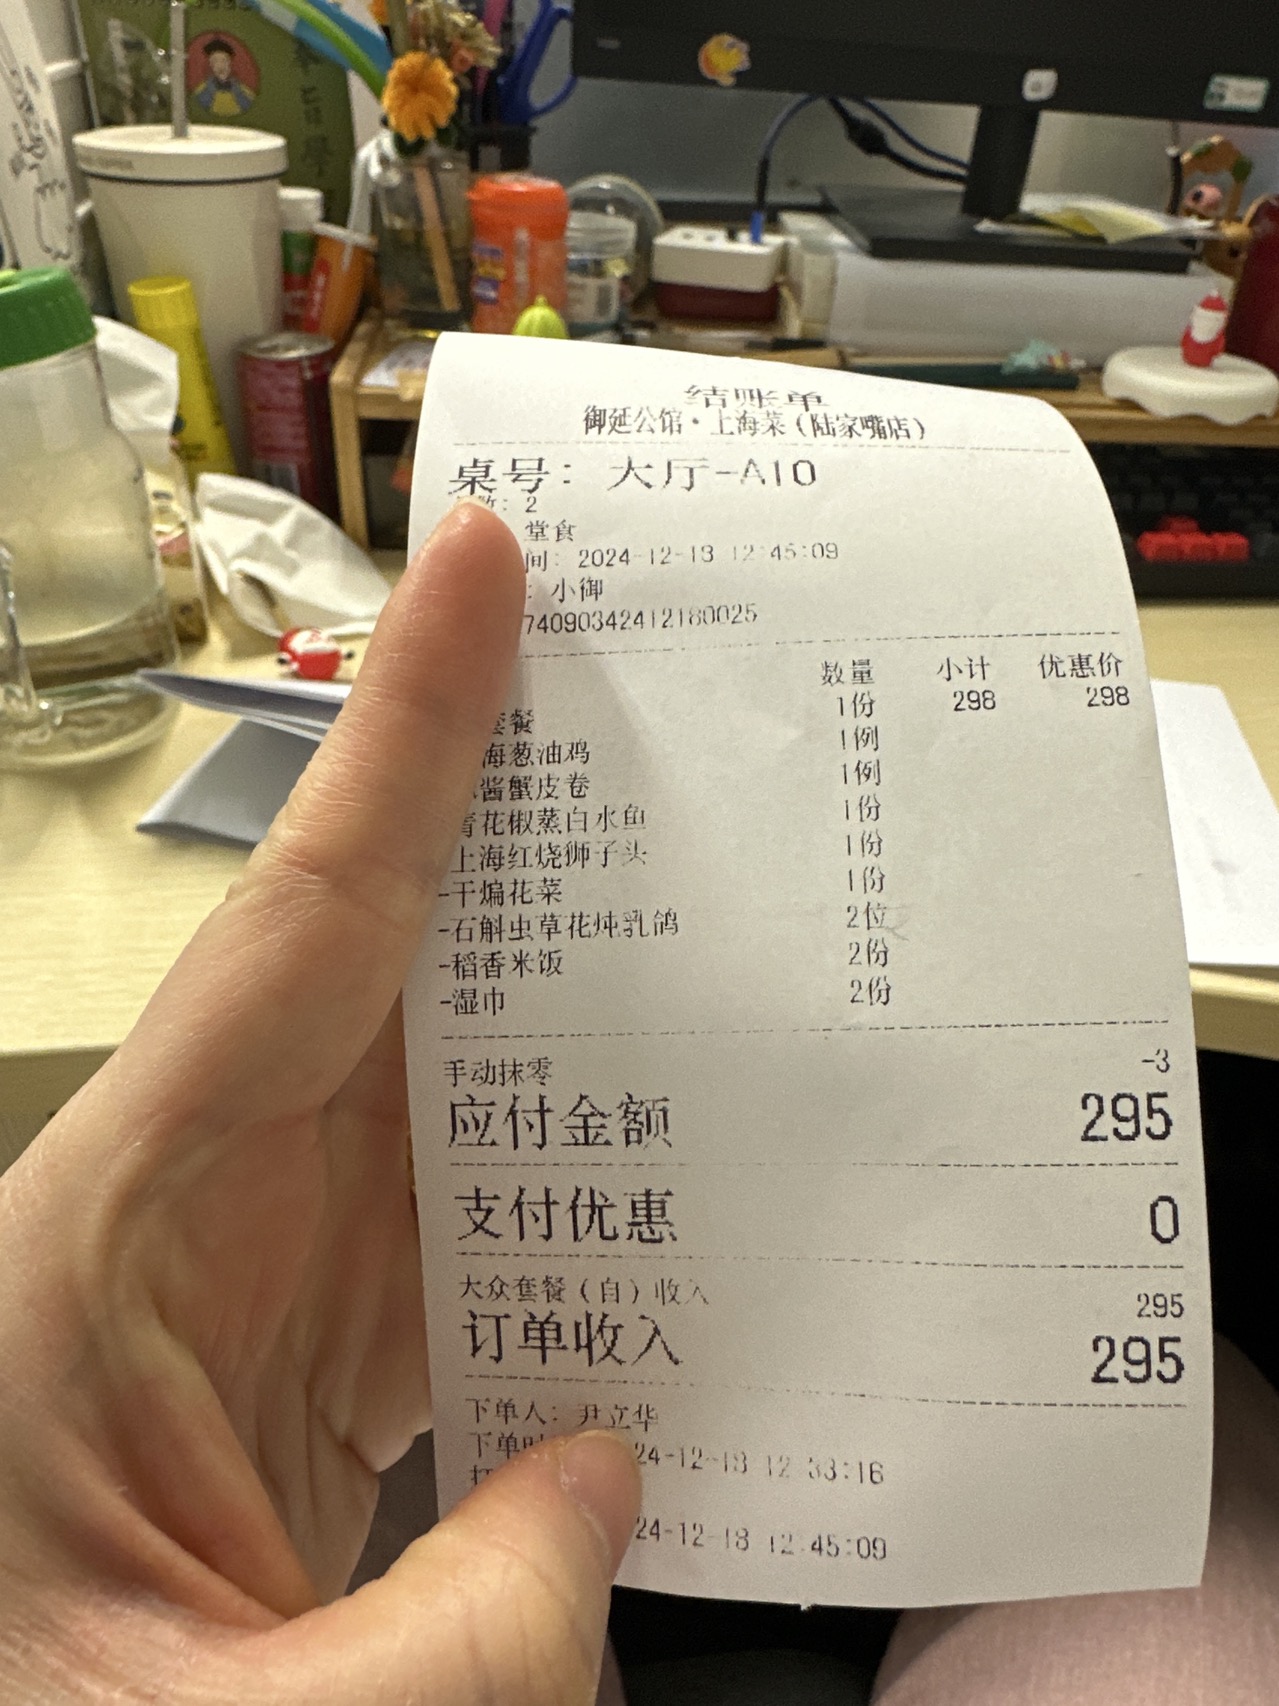 结账单
御延公馆·上海菜（陆家嘴店）
桌号：大厅-A10
数：2
堂食
间：2024-12-18 12:45:09
：小御
74090342412180025
数量 小计 优惠价
套餐 1份 298 298
海葱油鸡 1例
酱蟹皮卷 1例
青花椒蒸白水鱼 1份
上海红烧狮子头 1份
-干煸花菜 1份
-石斛虫草花炖乳鸽 2位
-稻香米饭 2份
-湿巾 2份
手动抹零 -3
应付金额 295
支付优惠 0
大众套餐（自）收入 295
订单收入 295
下单人：尹立华
下单时 24-12-18 12:33:16
打
24-12-18 12:45:09